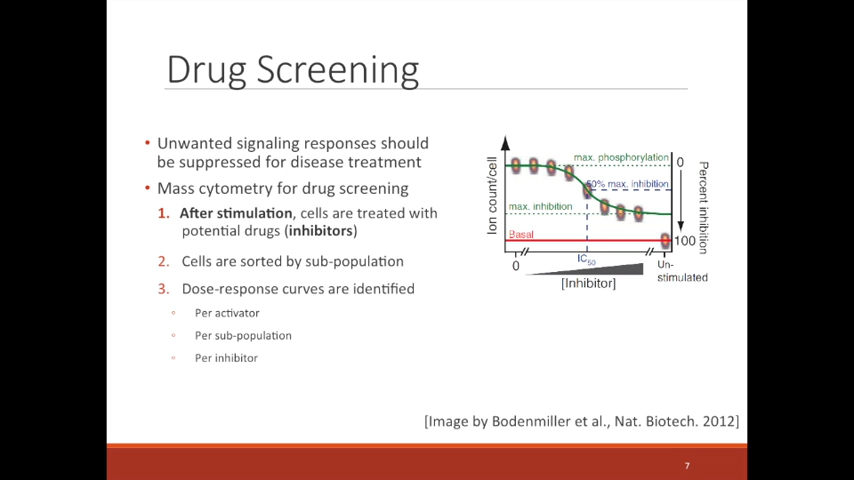 Drug Screening
• Unwanted signaling responses should
be suppressed for disease treatment
• Mass cytometry for drug screening
1. After stimulation, cells are treated with
potential drugs (inhibitors)
2. Cells are sorted by sub-population
3. Dose-response curves are identified
◦ Per activator
◦ Per sub-population
◦ Per inhibitor
Ion count/cell
max. phosphorylation
50% max. inhibition
max. inhibition
Basal
0
100
Percent inhibition
0
IC50
Un-
stimulated
[Inhibitor]
[Image by Bodenmiller et al., Nat. Biotech. 2012]
7